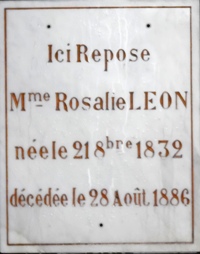 Ici Repose
Mme Rosalie LEON
née le 21 8bre 1832
décédée le 28 Août 1886